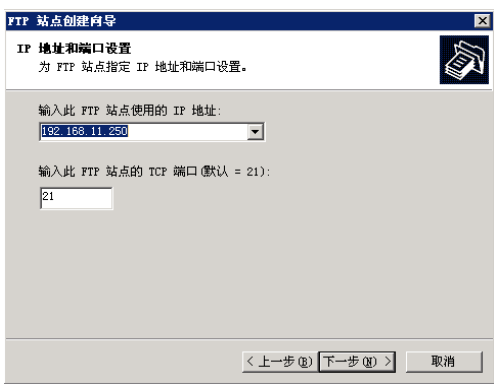 FTP 站点创建向导
IP 地址和端口设置
为 FTP 站点指定 IP 地址和端口设置。
输入此 FTP 站点使用的 IP 地址:
192.168.11.250
输入此 FTP 站点的 TCP 端口(默认 = 21):
21
< 上一步(B) 下一步(N) > 取消